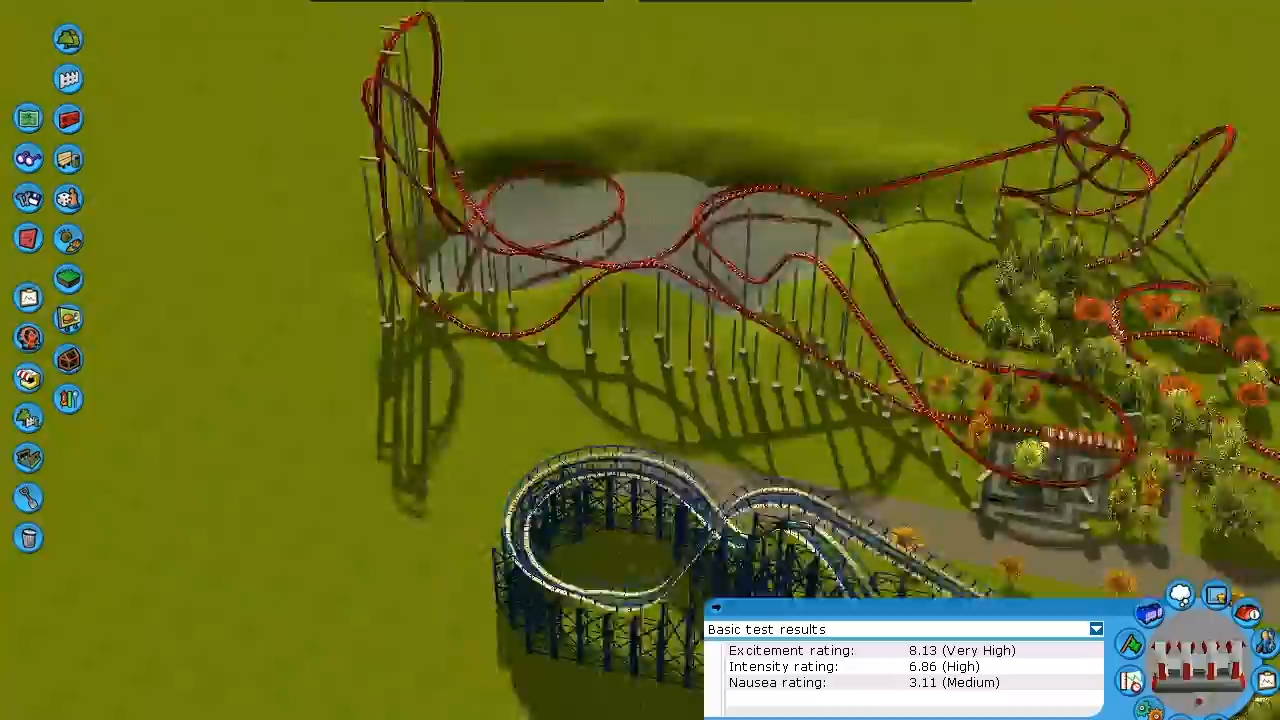 Basic test results
Excitement rating: 8.13 (Very High)
Intensity rating: 6.86 (High)
Nausea rating: 3.11 (Medium)